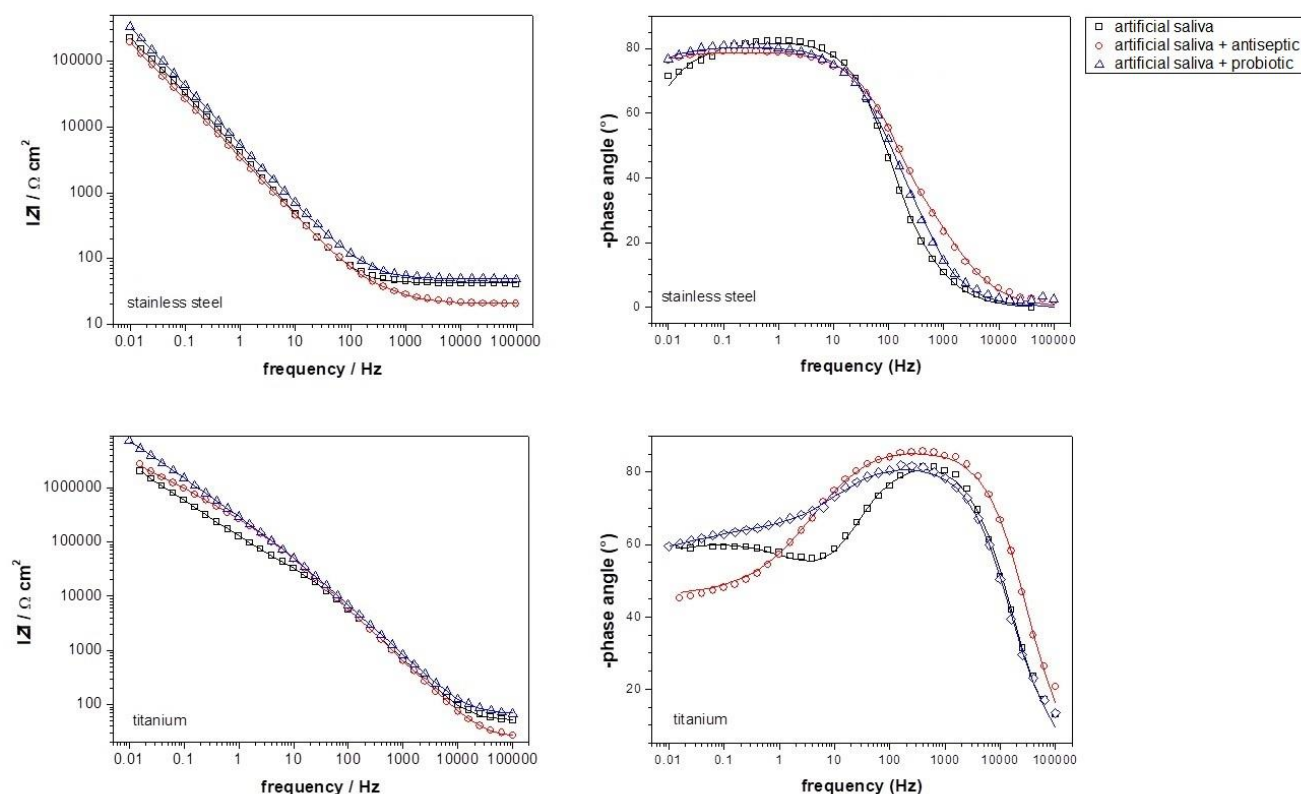 100000
10000
1000
100
10
|Z| / Ω cm²
stainless steel
0.01 0.1 1 10 100 1000 10000 100000
frequency / Hz
80
60
40
20
0
-phase angle (°)
stainless steel
0.01 0.1 1 10 100 1000 10000 100000
frequency (Hz)
artificial saliva
artificial saliva + antiseptic
artificial saliva + probiotic
1000000
100000
10000
1000
100
|Z| / Ω cm²
titanium
0.01 0.1 1 10 100 1000 10000 100000
frequency / Hz
80
60
40
20
-phase angle (°)
titanium
0.01 0.1 1 10 100 1000 10000 100000
frequency (Hz)